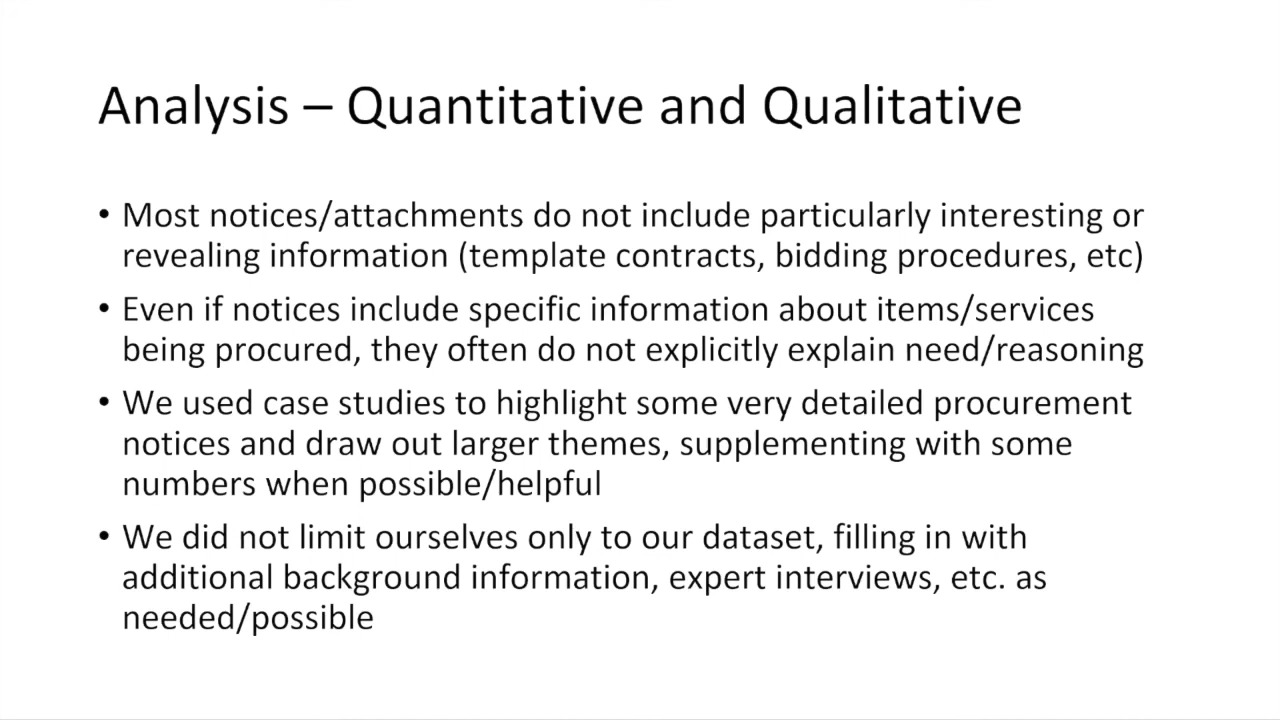 Analysis – Quantitative and Qualitative
• Most notices/attachments do not include particularly interesting or
revealing information (template contracts, bidding procedures, etc)
• Even if notices include specific information about items/services
being procured, they often do not explicitly explain need/reasoning
• We used case studies to highlight some very detailed procurement
notices and draw out larger themes, supplementing with some
numbers when possible/helpful
• We did not limit ourselves only to our dataset, filling in with
additional background information, expert interviews, etc. as
needed/possible